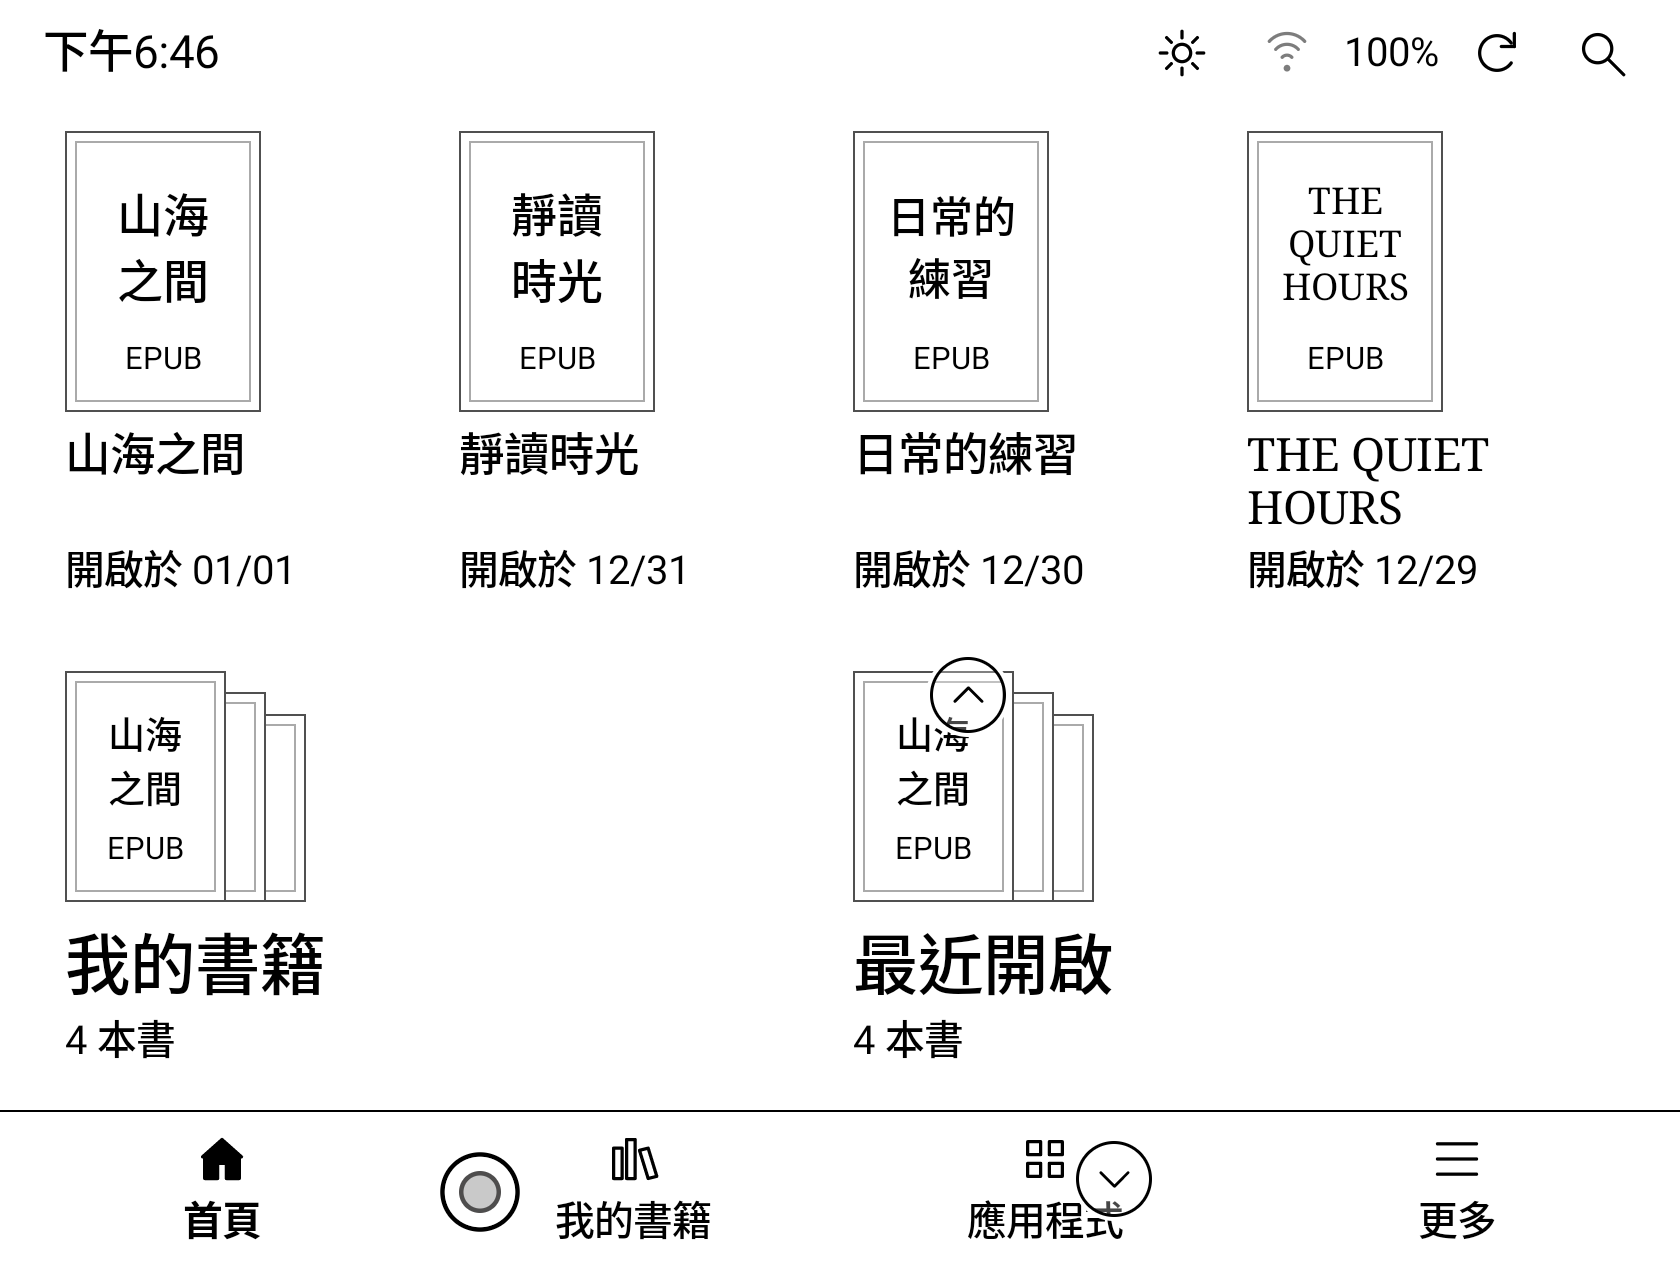 下午6:46
100%
山海
之間
EPUB
靜讀
時光
EPUB
日常的
練習
EPUB
THE
QUIET
HOURS
EPUB
山海之間
靜讀時光
日常的練習
THE QUIET
HOURS
開啟於 01/01
開啟於 12/31
開啟於 12/30
開啟於 12/29
山海
之間
EPUB
山海
之間
EPUB
我的書籍
最近開啟
4 本書
4 本書
首頁
我的書籍
應用程式
更多